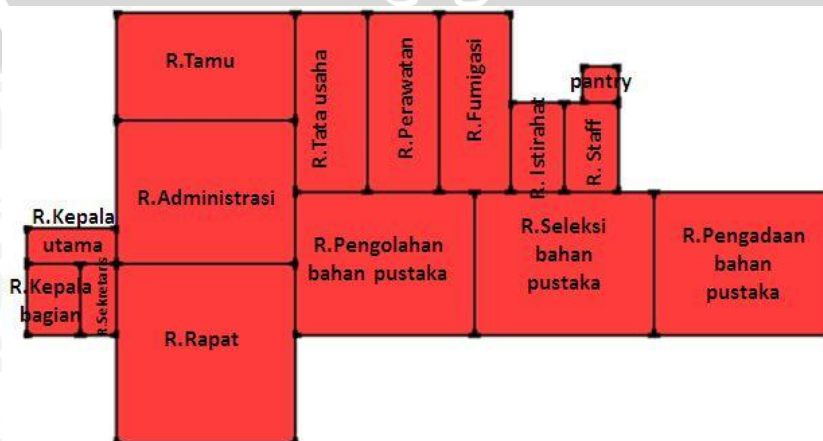 R.Tamu
R.Tata usaha
R.Perawatan
R.Fumigasi
pantry
R. Istirahat
R. Staff
R.Administrasi
R.Kepala
utama
R.Kepala
bagian
R.Sekretaris
R.Pengolahan
bahan pustaka
R.Seleksi
bahan
pustaka
R.Pengadaan
bahan
pustaka
R.Rapat